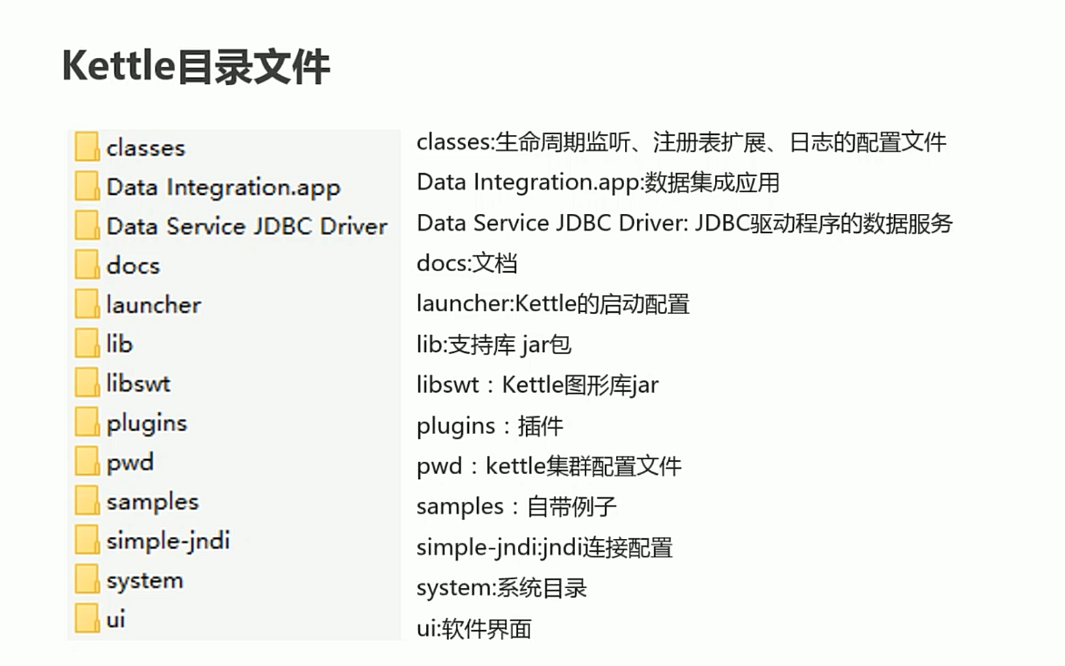 Kettle目录文件
classes
Data Integration.app
Data Service JDBC Driver
docs
launcher
lib
libswt
plugins
pwd
samples
simple-jndi
system
ui
classes:生命周期监听、注册表扩展、日志的配置文件
Data Integration.app:数据集成应用
Data Service JDBC Driver: JDBC驱动程序的数据服务
docs:文档
launcher:Kettle的启动配置
lib:支持库 jar包
libswt：Kettle图形库jar
plugins：插件
pwd：kettle集群配置文件
samples：自带例子
simple-jndi:jndi连接配置
system:系统目录
ui:软件界面